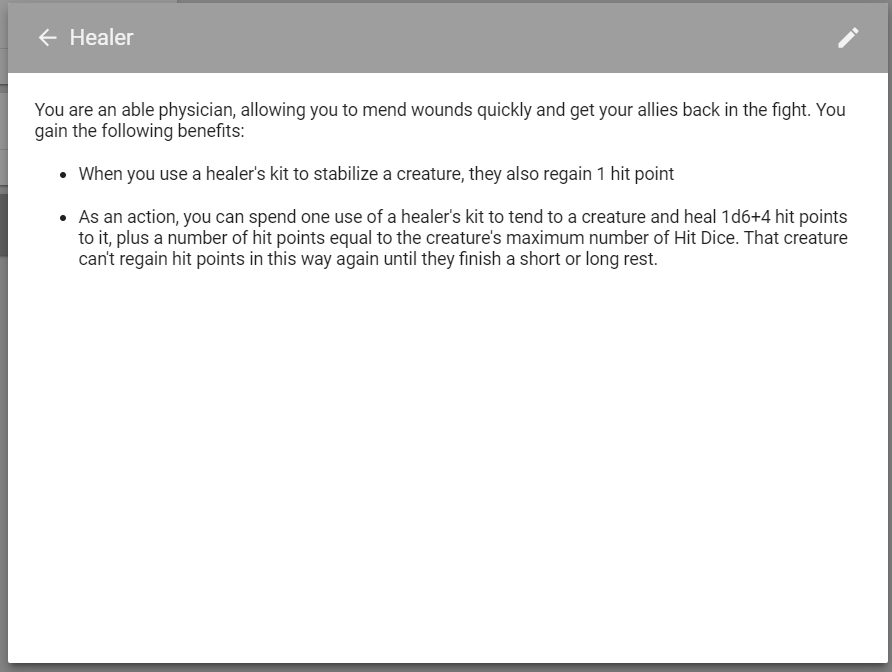 Healer
You are an able physician, allowing you to mend wounds quickly and get your allies back in the fight. You
gain the following benefits:
When you use a healer's kit to stabilize a creature, they also regain 1 hit point
As an action, you can spend one use of a healer's kit to tend to a creature and heal 1d6+4 hit points
to it, plus a number of hit points equal to the creature's maximum number of Hit Dice. That creature
can't regain hit points in this way again until they finish a short or long rest.